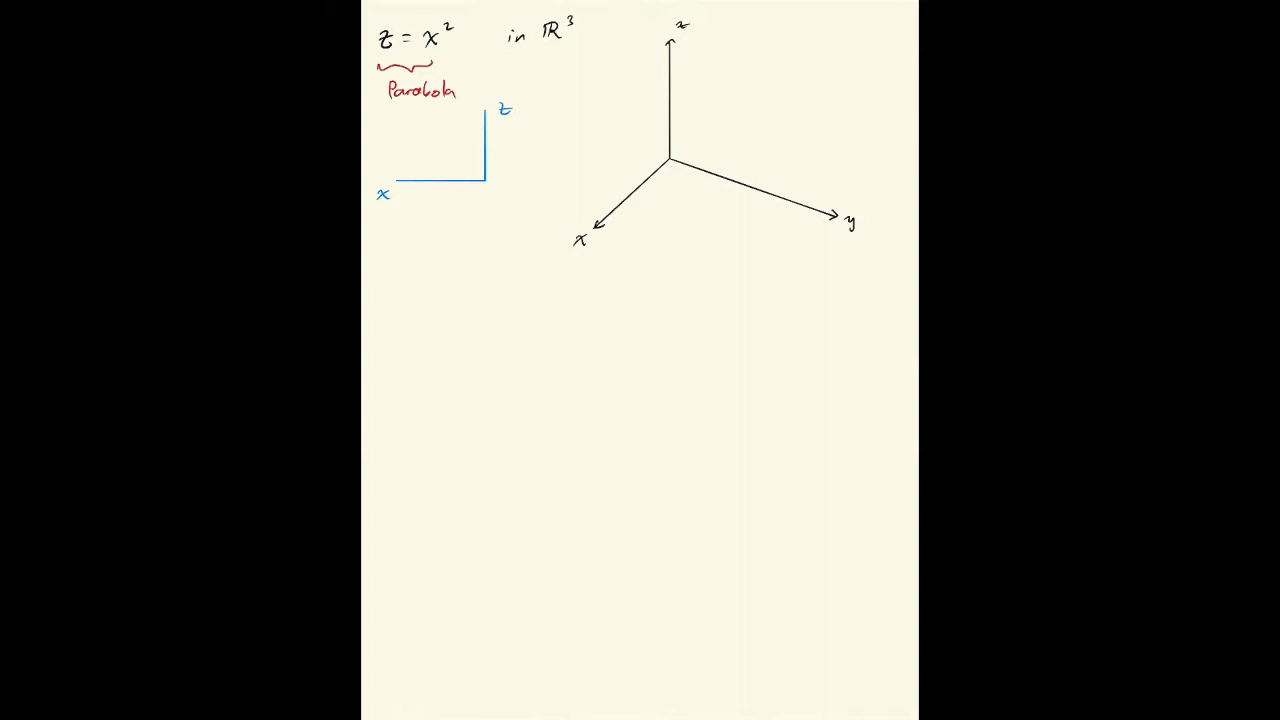 z = x² in ℝ³
Parabola
z
x
z
x
y